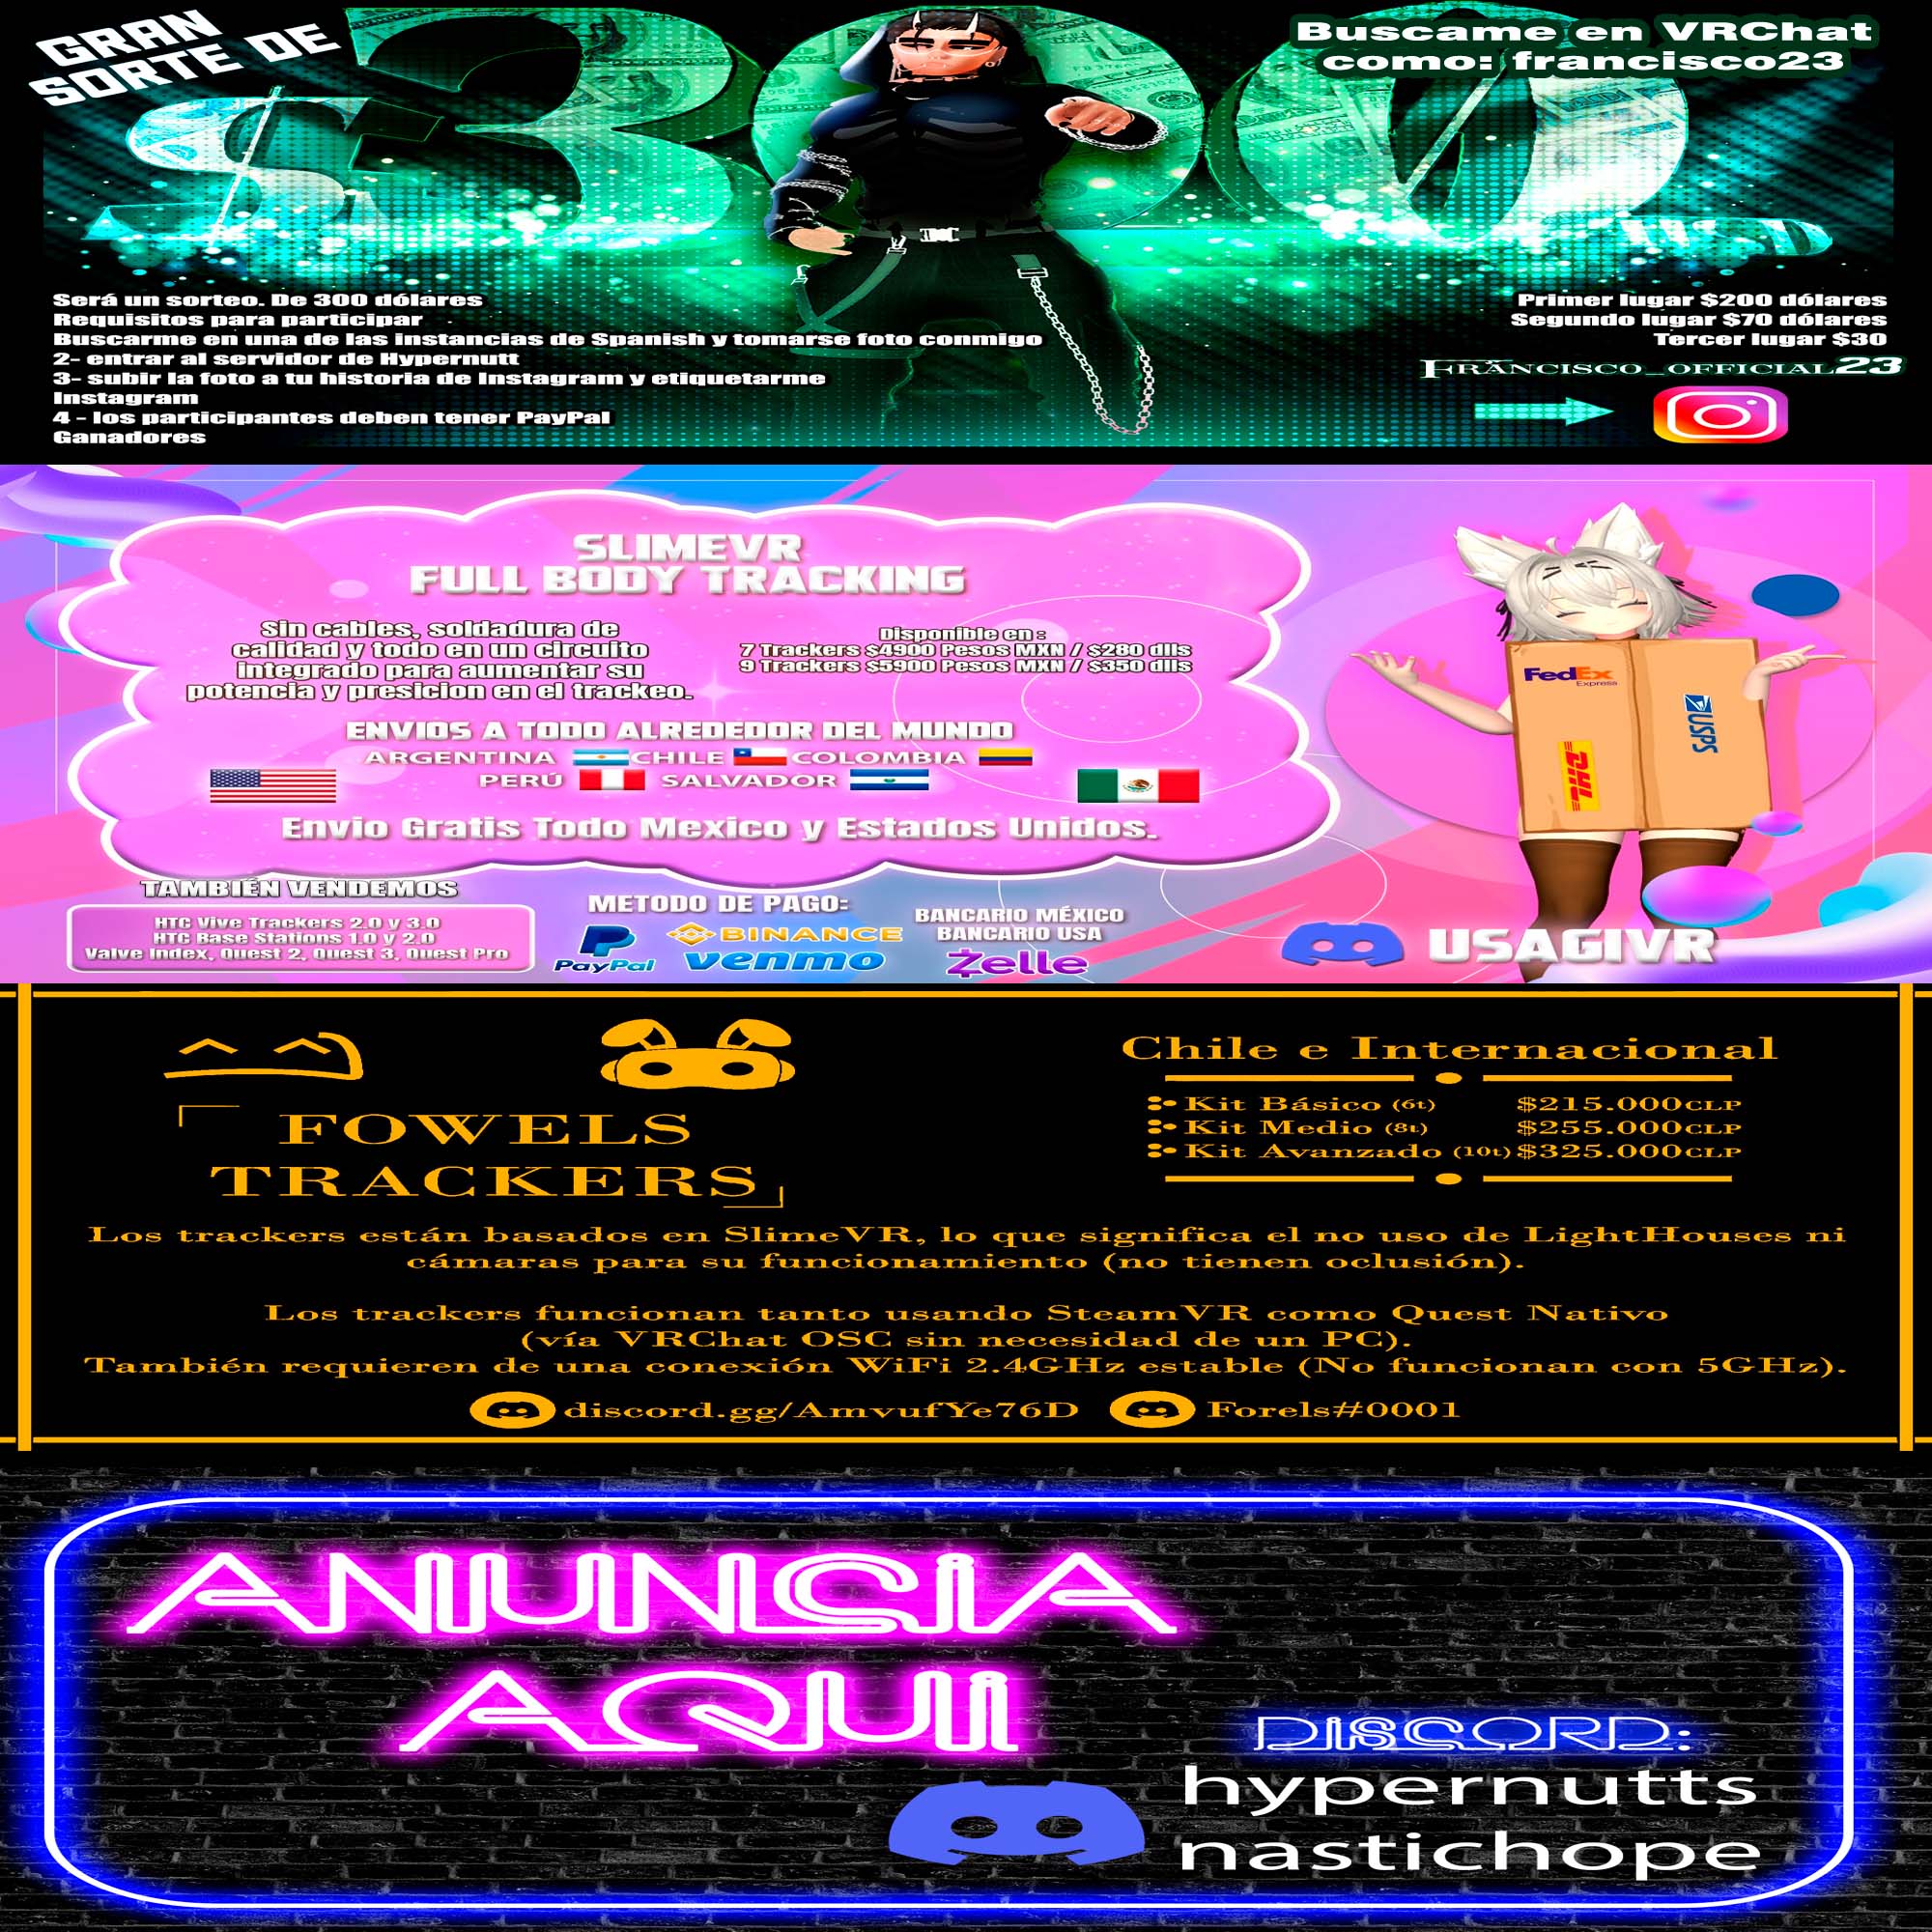 GRAN
SORTE DE
$300
Buscame en VRChat
como: francisco23
Será un sorteo. De 300 dólares
Requisitos para participar
Buscarme en una de las instancias de Spanish y tomarse foto conmigo
2- entrar al servidor de Hypernutt
3- subir la foto a tu historia de Instagram y etiquetarme
Instagram
4 - los participantes deben tener PayPal
Ganadores
Primer lugar $200 dólares
Segundo lugar $70 dólares
Tercer lugar $30
FRANCISCO_OFFICIAL23
SLIMEVR
FULL BODY TRACKING
Sin cables, soldadura de
calidad y todo en un circuito
integrado para aumentar su
potencia y presicion en el trackeo.
Disponible en :
7 Trackers $4900 Pesos MXN / $280 dlls
9 Trackers $5900 Pesos MXN / $350 dlls
ENVIOS A TODO ALREDEDOR DEL MUNDO
ARGENTINA CHILE COLOMBIA
PERÚ SALVADOR
Envio Gratis Todo Mexico y Estados Unidos.
FedEx
Express
USPS
DHL
TAMBIÉN VENDEMOS
HTC Vive Trackers 2.0 y 3.0
HTC Base Stations 1.0 y 2.0
Valve Index, Quest 2, Quest 3, Quest Pro
METODO DE PAGO:
PayPal
BINANCE
venmo
BANCARIO MÉXICO
BANCARIO USA
Zelle
USAGIVR
FOWELS
TRACKERS
Chile e Internacional
Kit Básico (6t) $215.000CLP
Kit Medio (8t) $255.000CLP
Kit Avanzado (10t) $325.000CLP
Los trackers están basados en SlimeVR, lo que significa el no uso de LightHouses ni
cámaras para su funcionamiento (no tienen oclusión).
Los trackers funcionan tanto usando SteamVR como Quest Nativo
(vía VRChat OSC sin necesidad de un PC).
También requieren de una conexión WiFi 2.4GHz estable (No funcionan con 5GHz).
discord.gg/AmvufYe76D Forels#0001
ANUNCIA
AQUI
DISCORD:
hypernutts
nastichope